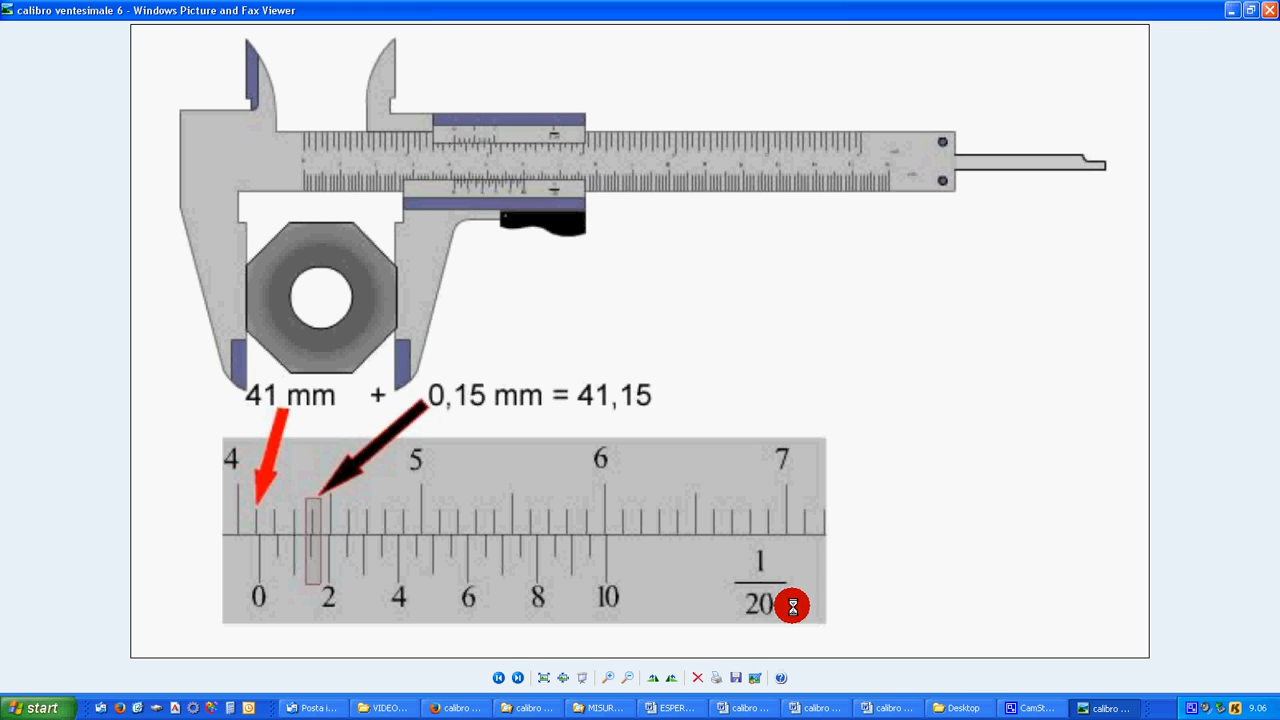 calibro ventesimale 6 - Windows Picture and Fax Viewer
41 mm + 0,15 mm = 41,15
4 5 6 7
0 2 4 6 8 10
1
20
start
Posta i...
VIDEO...
calibro ...
calibro ...
MISUR...
ESPER...
calibro ...
calibro ...
calibro ...
Desktop
CamSt...
calibro ...
9.06